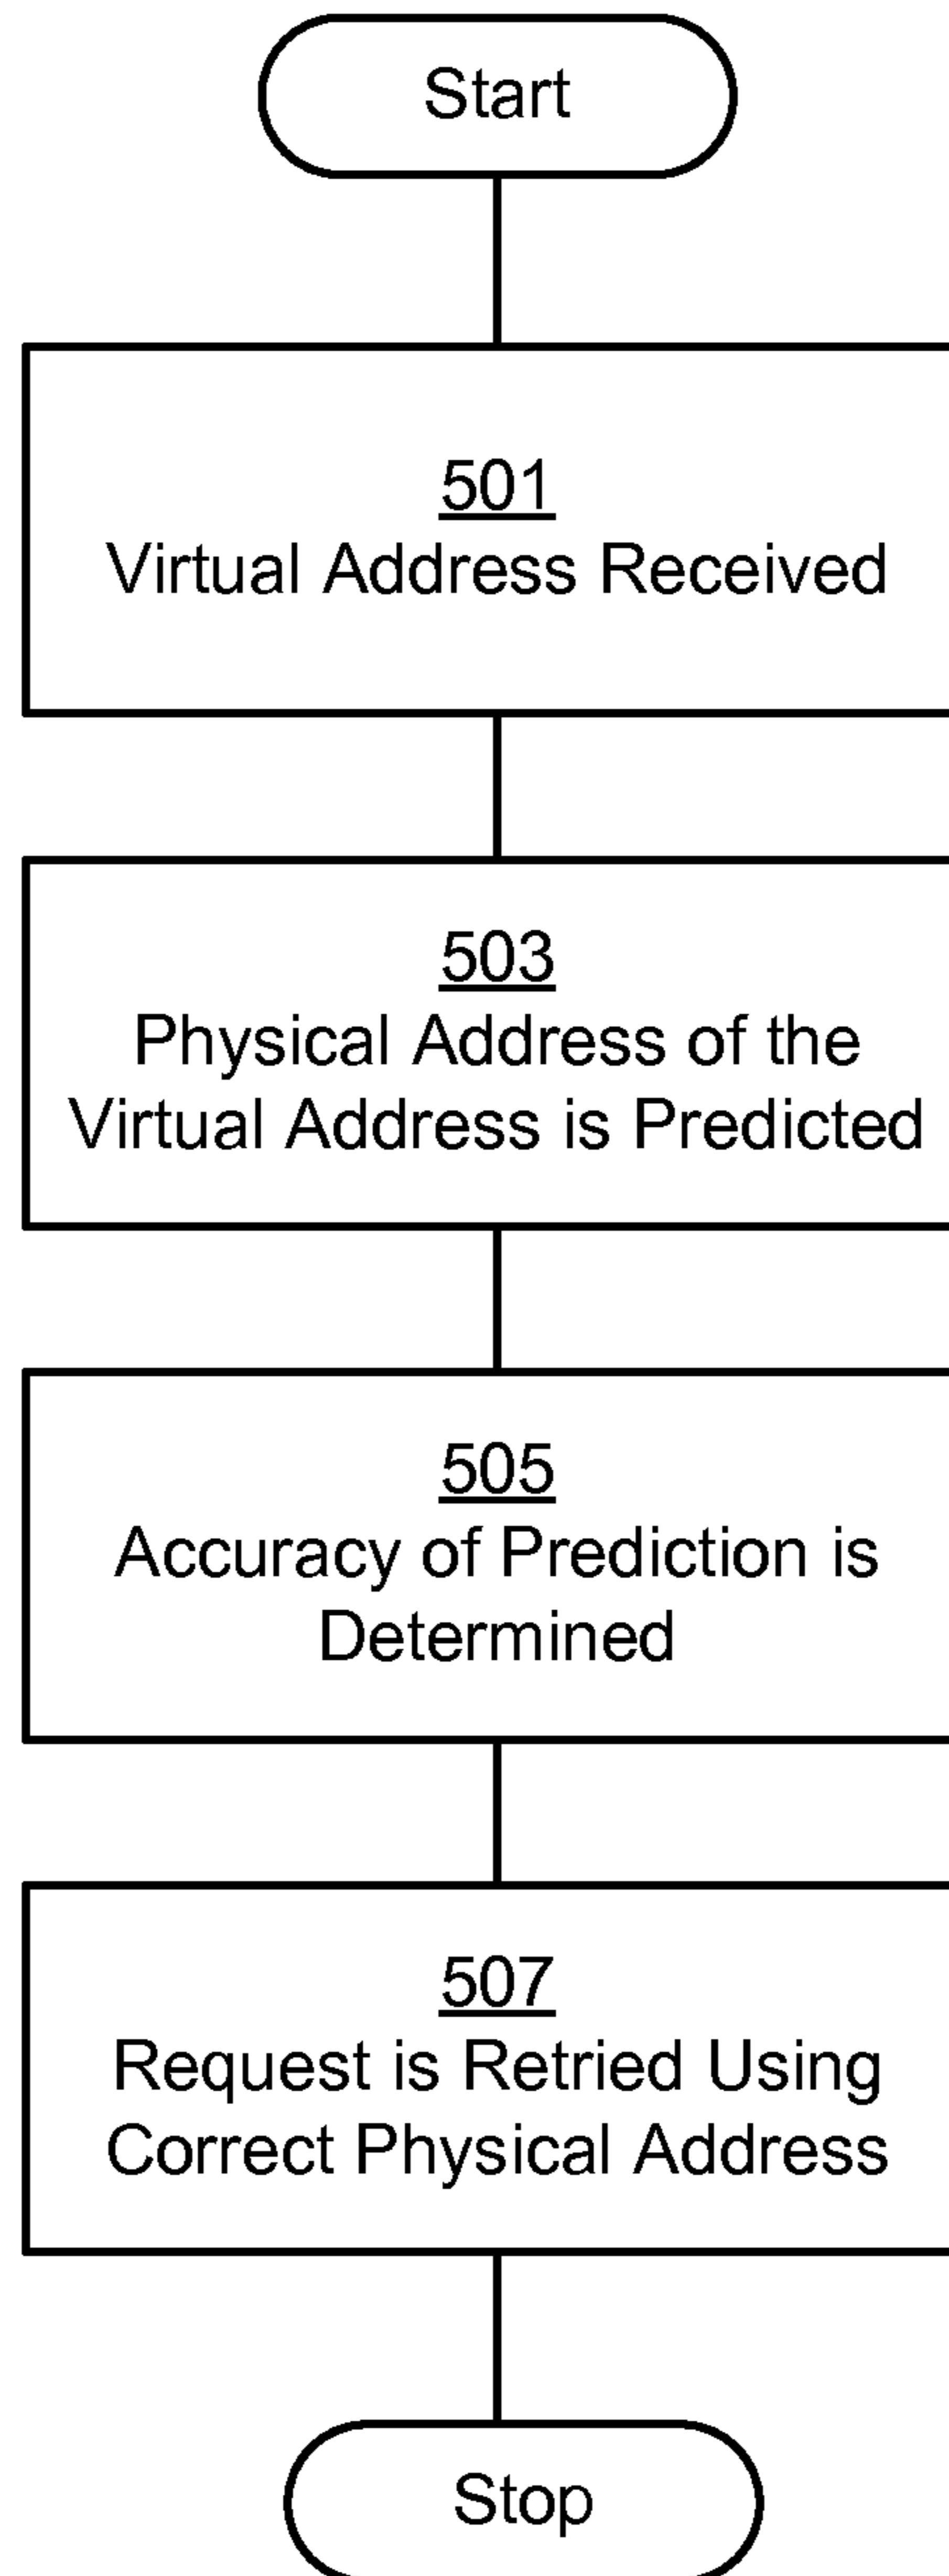 Start
501
Virtual Address Received
503
Physical Address of the
Virtual Address is Predicted
505
Accuracy of Prediction is
Determined
507
Request is Retried Using
Correct Physical Address
Stop